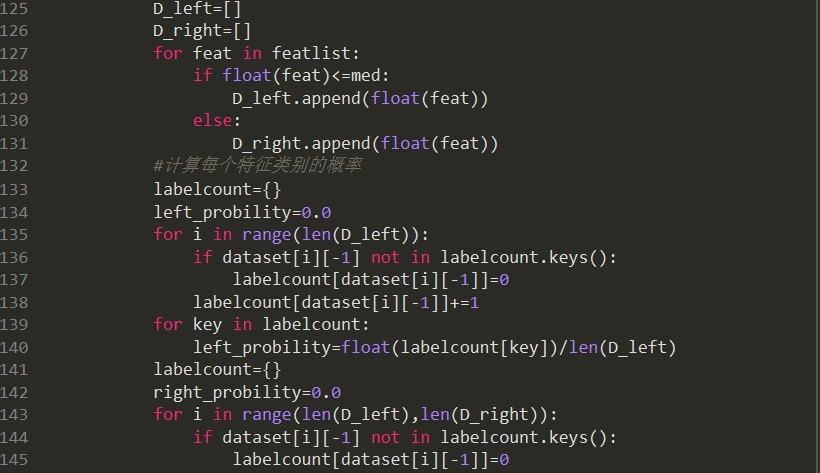 125 D_left=[]
126 D_right=[]
127 for feat in featlist:
128 if float(feat)<=med:
129 D_left.append(float(feat))
130 else:
131 D_right.append(float(feat))
132 #计算每个特征类别的概率
133 labelcount={}
134 left_probility=0.0
135 for i in range(len(D_left)):
136 if dataset[i][-1] not in labelcount.keys():
137 labelcount[dataset[i][-1]]=0
138 labelcount[dataset[i][-1]]+=1
139 for key in labelcount:
140 left_probility=float(labelcount[key])/len(D_left)
141 labelcount={}
142 right_probility=0.0
143 for i in range(len(D_left),len(D_right)):
144 if dataset[i][-1] not in labelcount.keys():
145 labelcount[dataset[i][-1]]=0